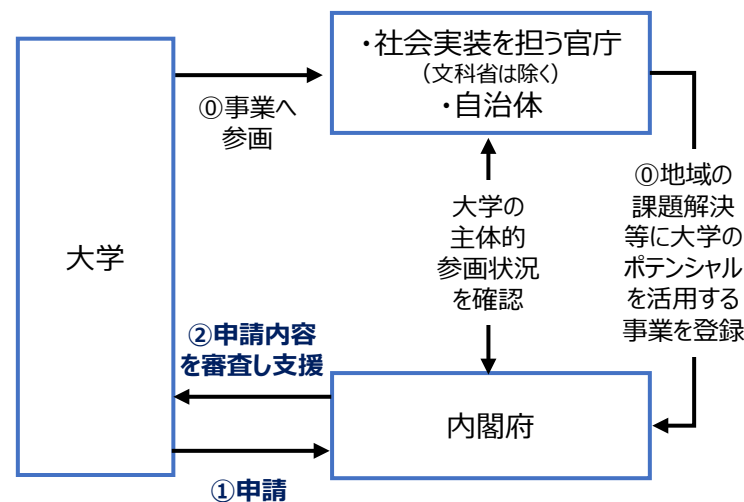 ・社会実装を担う官庁
(文科省は除く)
・自治体
⓪事業へ
参画
大学
大学の
主体的
参画状況
を確認
⓪地域の
課題解決
等に大学の
ポテンシャル
を活用する
事業を登録
②申請内容
を審査し支援
内閣府
①申請